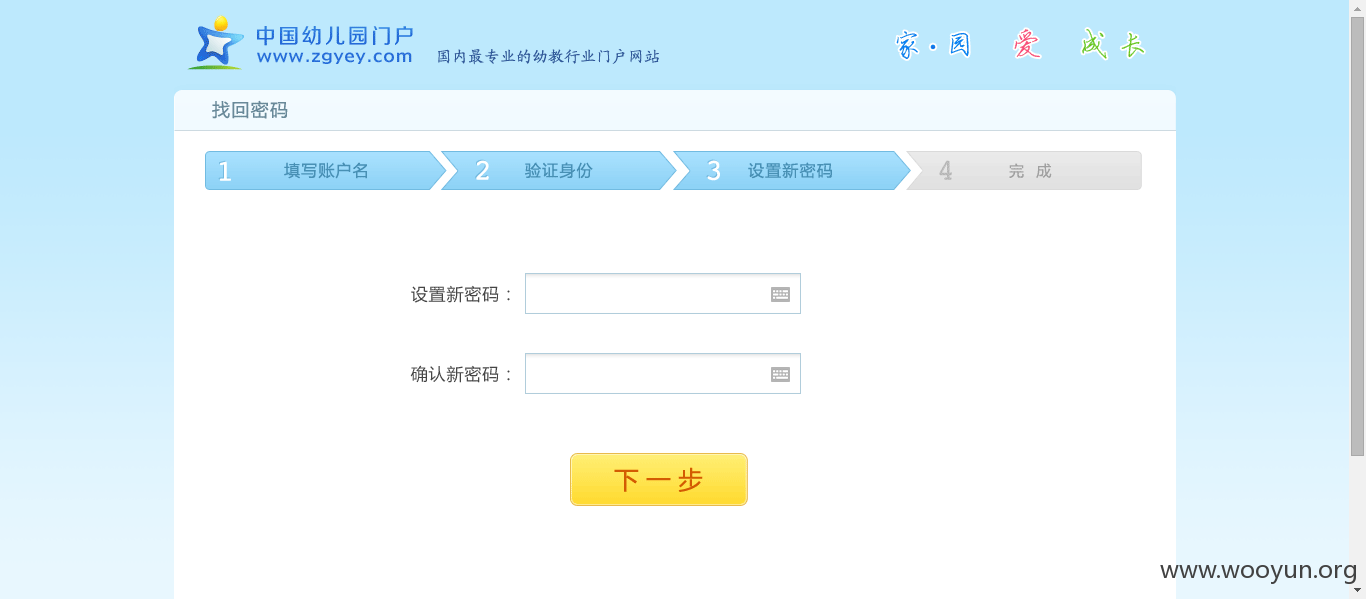 中国幼儿园门户
www.zgyey.com
国内最专业的幼教行业门户网站
家·园 爱 成长
找回密码
1 填写账户名 2 验证身份 3 设置新密码 4 完 成
设置新密码：
确认新密码：
下一步
www.wooyun.org